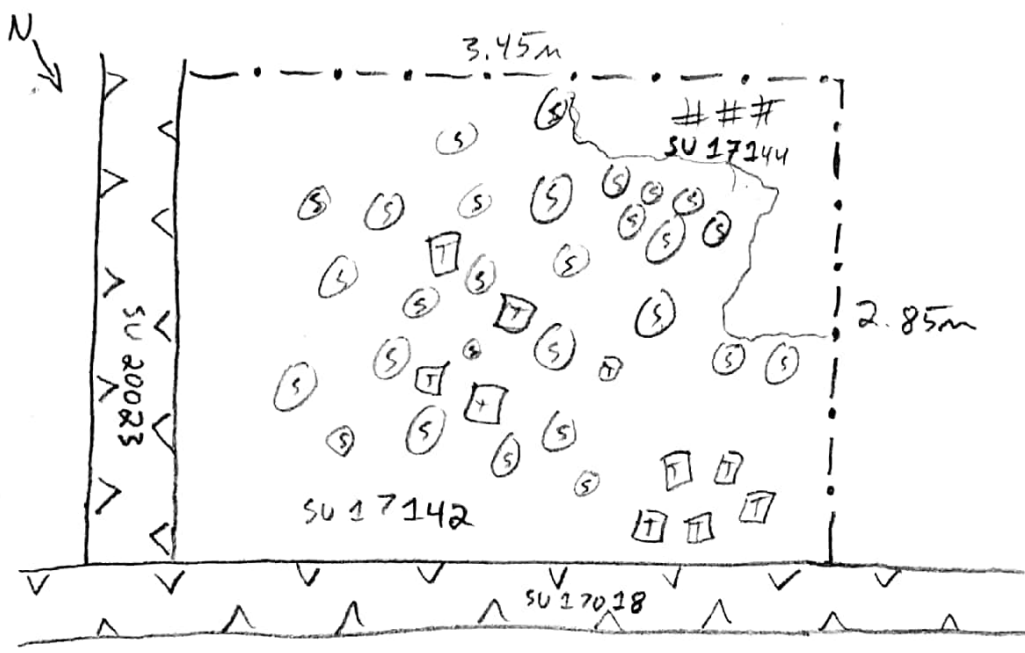 N
3.45m
###
SU 17144
S
S
S S S S S S S
S S S
T S S S
S T S
2.85m
SU 20023
S S S T S S
S T T
S S S
S S
T T
SU 17142
T T T
SU 17018